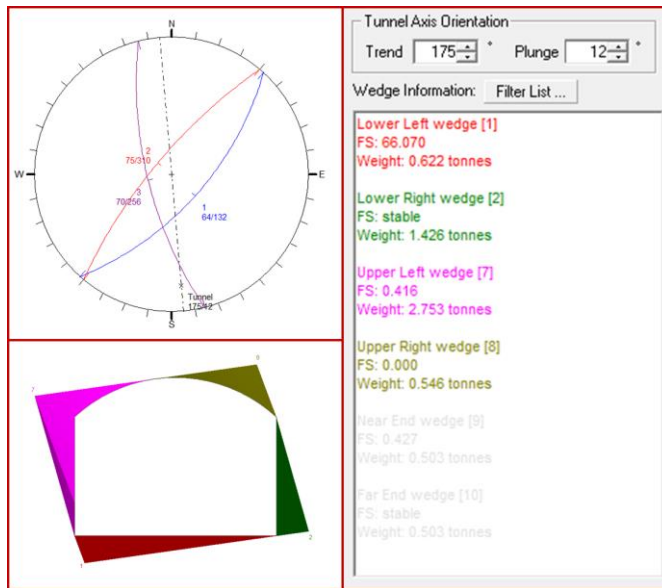 N
W
E
S
2
75/310
3
70/256
1
64/132
Tunnel
175/12
7
8
1
2
Tunnel Axis Orientation
Trend 175 ° Plunge 12 °
Wedge Information: Filter List ...
Lower Left wedge [1]
FS: 66.070
Weight: 0.622 tonnes
Lower Right wedge [2]
FS: stable
Weight: 1.426 tonnes
Upper Left wedge [7]
FS: 0.416
Weight: 2.753 tonnes
Upper Right wedge [8]
FS: 0.000
Weight: 0.546 tonnes
Near End wedge [9]
FS: 0.427
Weight: 0.503 tonnes
Far End wedge [10]
FS: stable
Weight: 0.503 tonnes